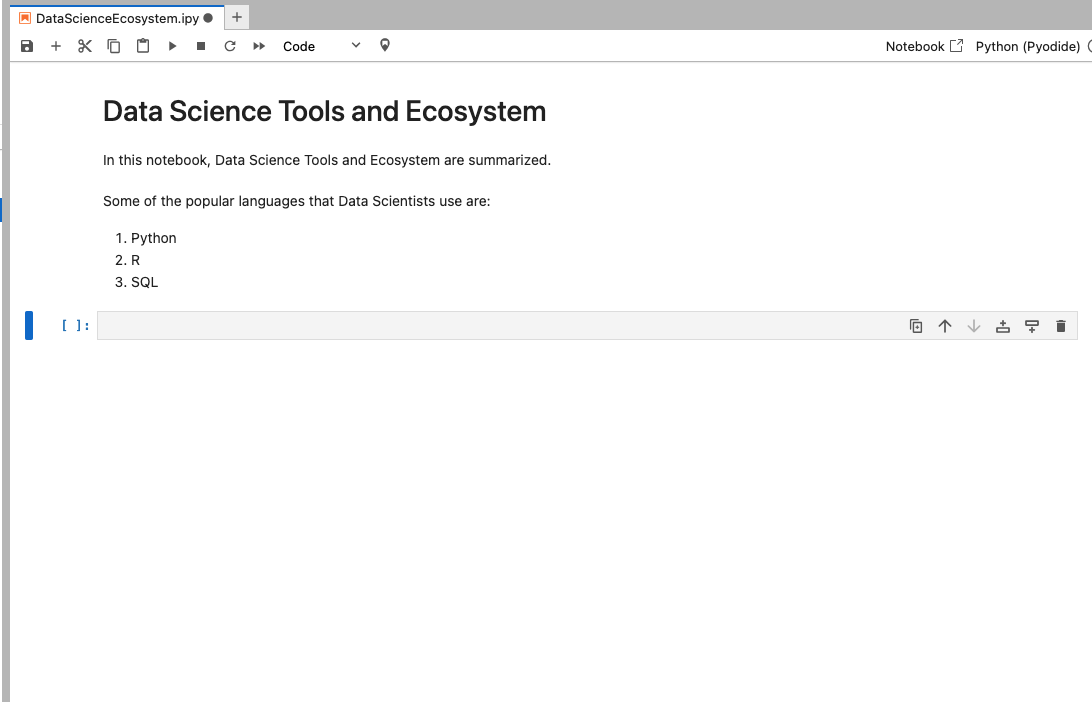 DataScienceEcosystem.ipy
Code
Notebook
Python (Pyodide)
Data Science Tools and Ecosystem
In this notebook, Data Science Tools and Ecosystem are summarized.
Some of the popular languages that Data Scientists use are:
1. Python
2. R
3. SQL
[ ]: